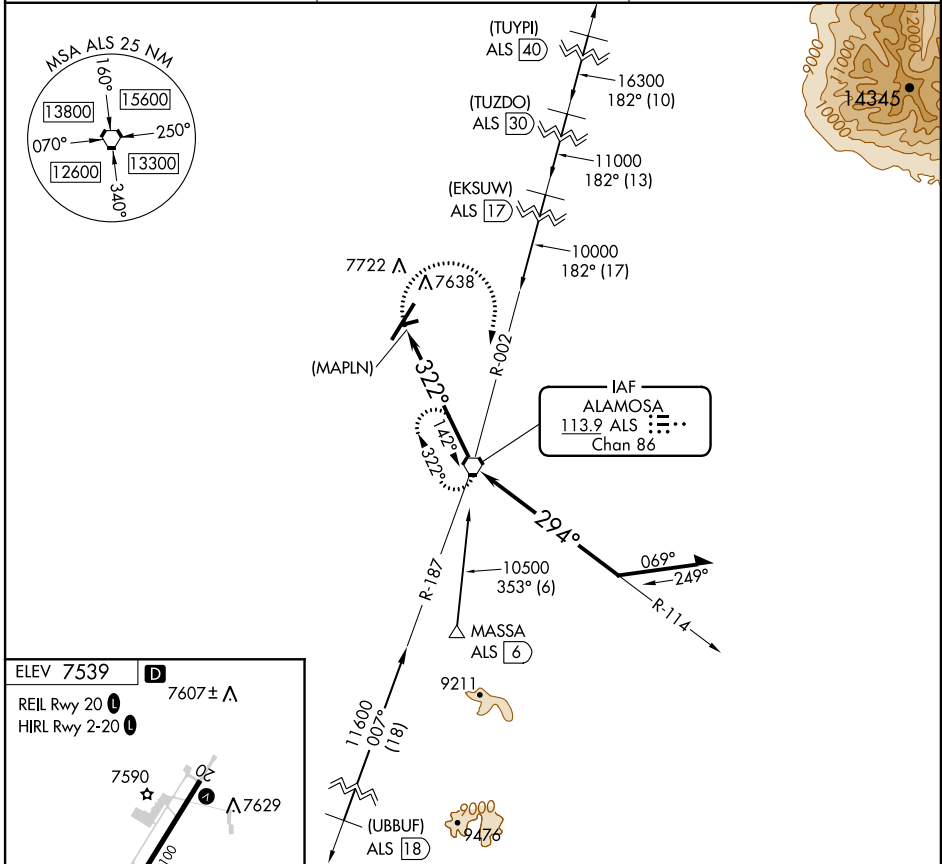 MSA ALS 25 NM
160°
13800
15600
070°
250°
12600
13300
340°
(TUYPI)
ALS 40
16300
182° (10)
(TUZDO)
ALS 30
11000
182° (13)
(EKSUW)
ALS 17
10000
182° (17)
9000
11000
12000
10000
14345
7722
7638
(MAPLN)
322°
R-002
142°
322°
IAF
ALAMOSA
113.9 ALS
Chan 86
294°
069°
249°
R-114
R-187
10500
353° (6)
MASSA
ALS 6
9211
11600
007°
(18)
(UBBUF)
ALS 18
9000
9476
ELEV 7539 D
REIL Rwy 20 L
HIRL Rwy 2-20 L
7607±
7590
20
7629
100